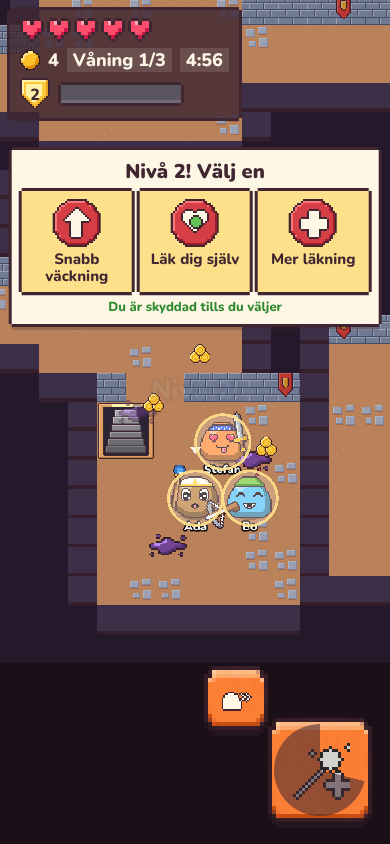 4 Våning 1/3 4:56
2
Nivå 2! Välj en
Snabb väckning
Läk dig själv
Mer läkning
Du är skyddad tills du väljer
Stefan
Ada
Bo